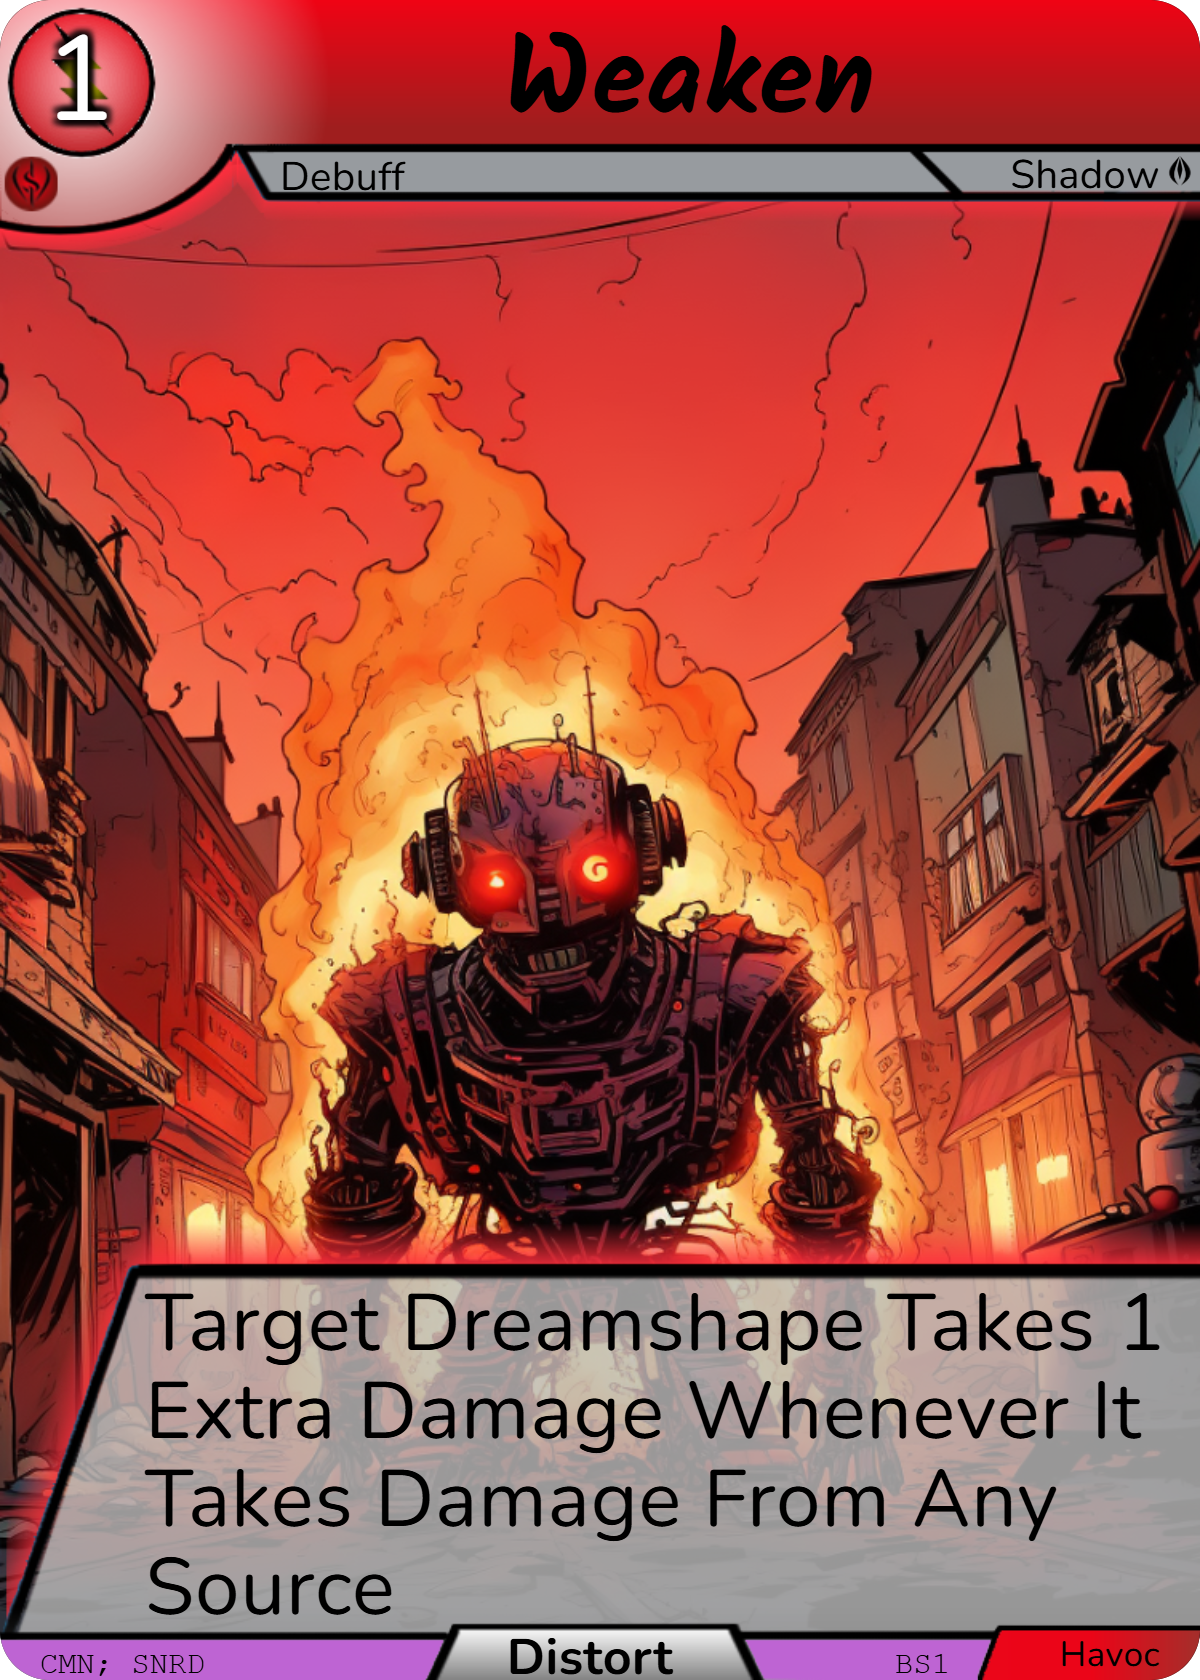 1
Weaken
Debuff
Shadow
Target Dreamshape Takes 1
Extra Damage Whenever It
Takes Damage From Any
Source
CMN; SNRD
Distort
BS1
Havoc